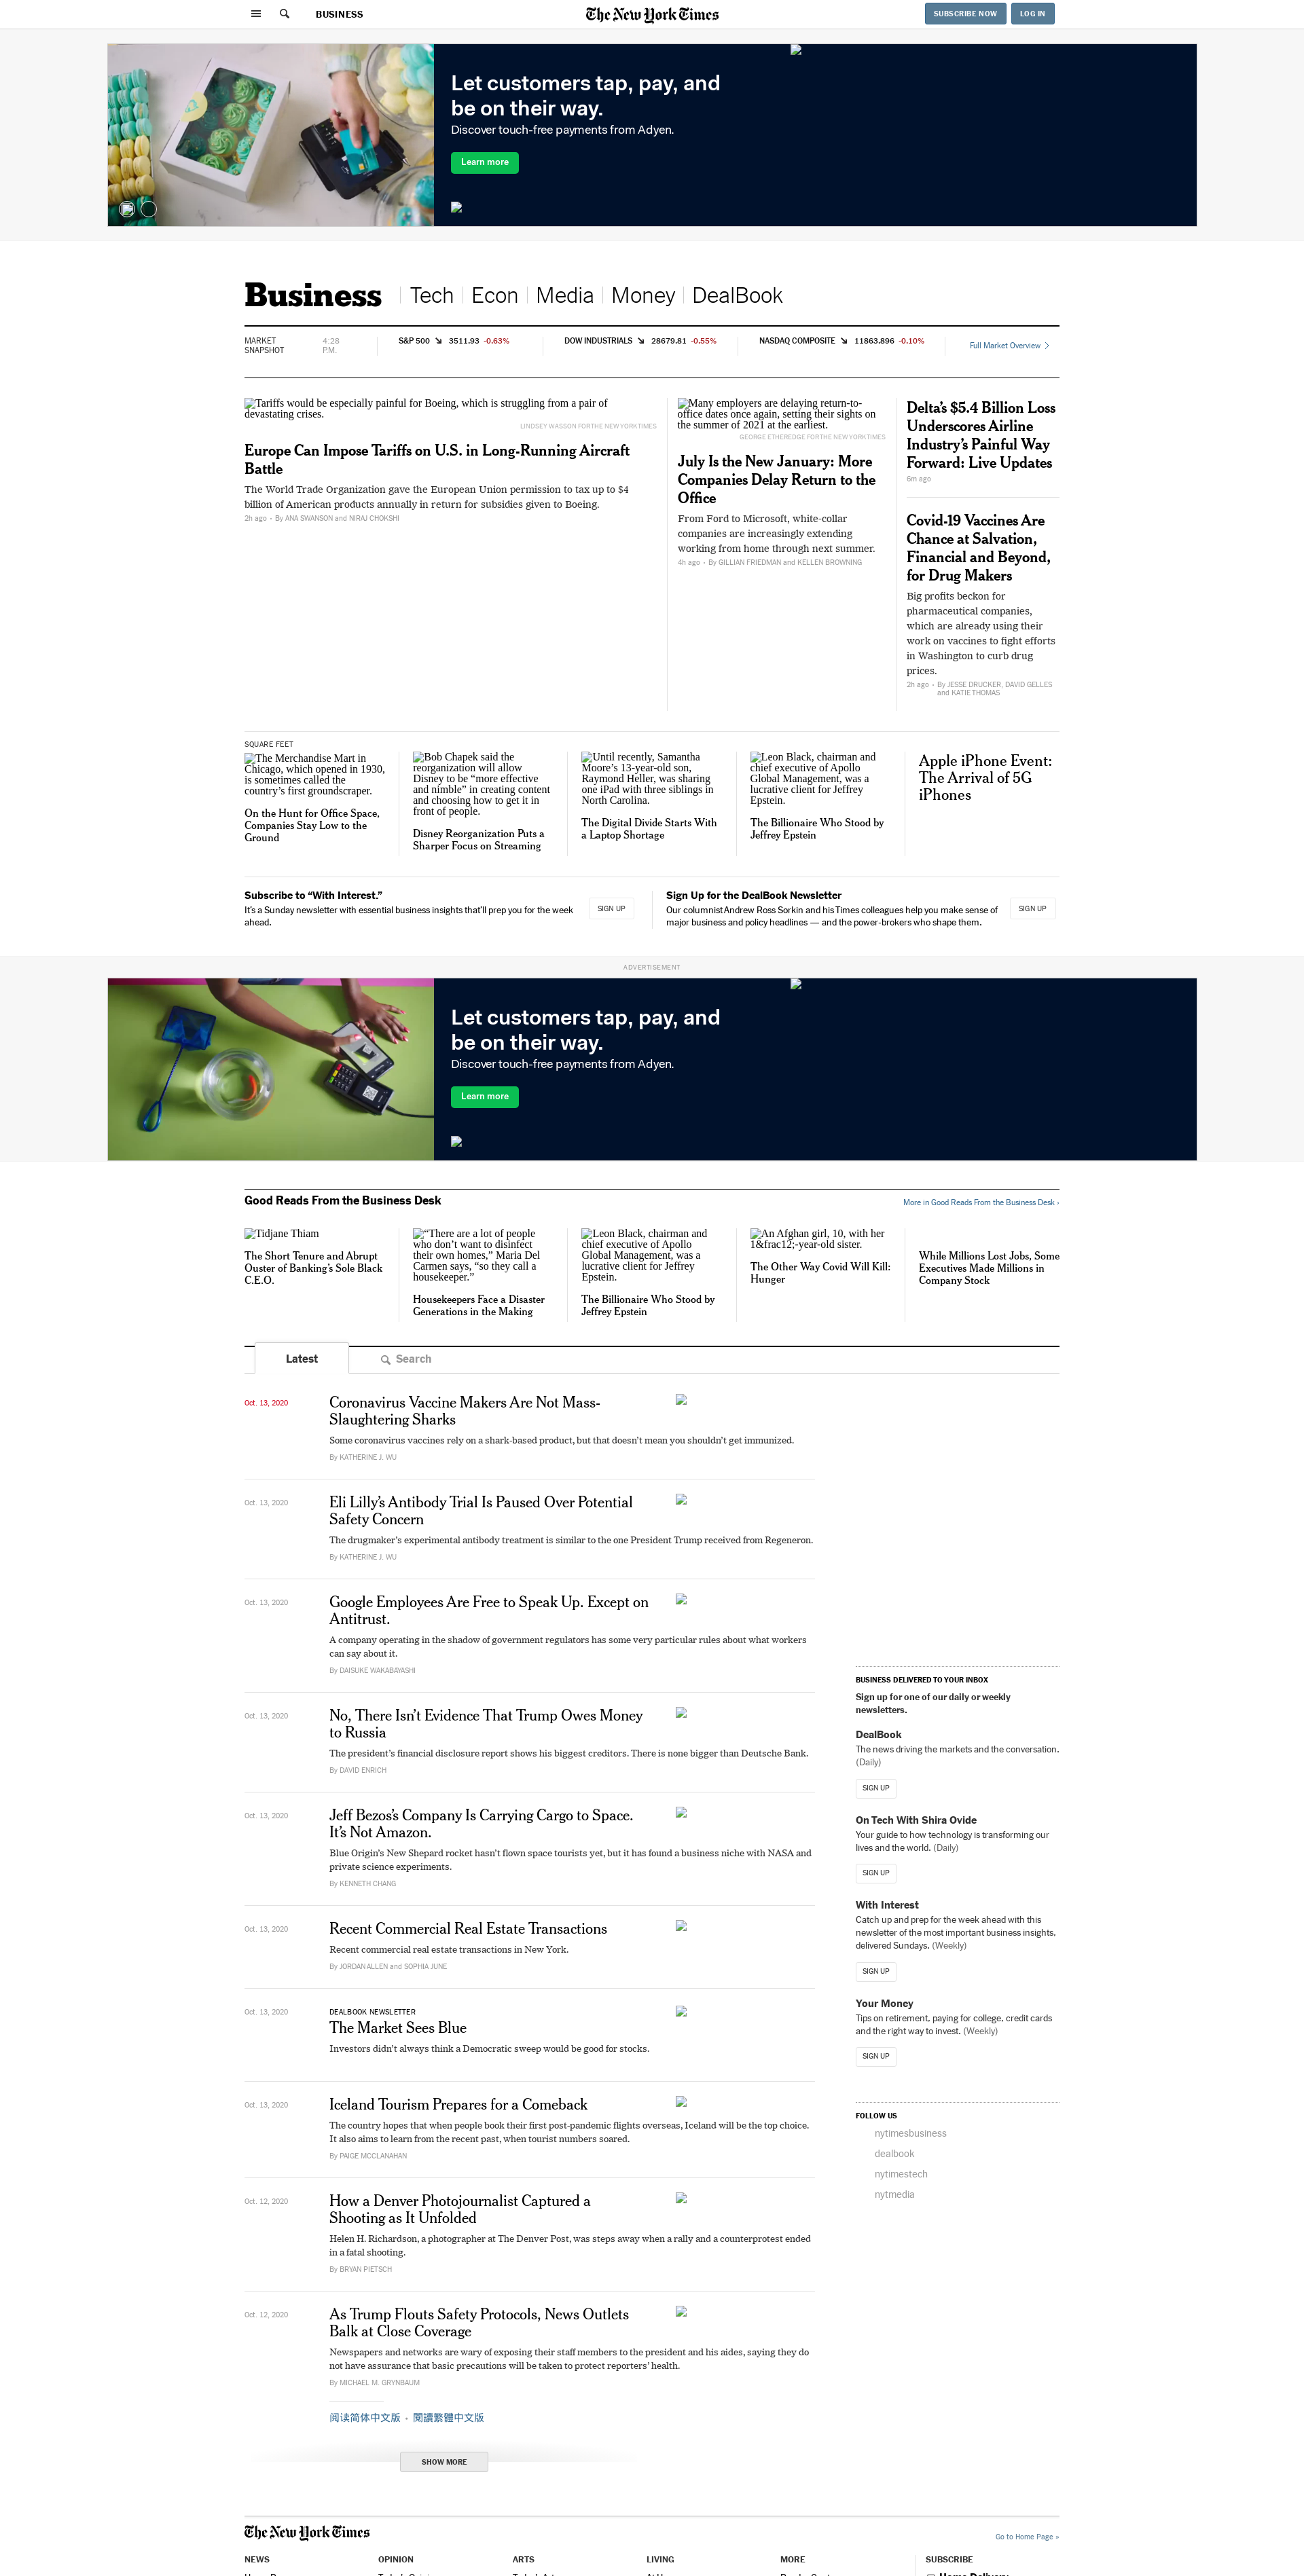 BUSINESS
The New York Times
SUBSCRIBE NOW
LOG IN
Let customers tap, pay, and
be on their way.
Discover touch-free payments from Adyen.
Learn more
Business
Tech
Econ
Media
Money
DealBook
MARKET
SNAPSHOT
4:28
P.M.
S&P 500 3511.93 -0.63%
DOW INDUSTRIALS 28679.81 -0.55%
NASDAQ COMPOSITE 11863.896 -0.10%
Full Market Overview
Tariffs would be especially painful for Boeing, which is struggling from a pair of
devastating crises.
LINDSEY WASSON FOR THE NEW YORK TIMES
Europe Can Impose Tariffs on U.S. in Long-Running Aircraft
Battle
The World Trade Organization gave the European Union permission to tax up to $4
billion of American products annually in return for subsidies given to Boeing.
2h ago • By ANA SWANSON and NIRAJ CHOKSHI
Many employers are delaying return-to-
office dates once again, setting their sights on
the summer of 2021 at the earliest.
GEORGE ETHEREDGE FOR THE NEW YORK TIMES
July Is the New January: More
Companies Delay Return to the
Office
From Ford to Microsoft, white-collar
companies are increasingly extending
working from home through next summer.
4h ago • By GILLIAN FRIEDMAN and KELLEN BROWNING
Delta’s $5.4 Billion Loss
Underscores Airline
Industry’s Painful Way
Forward: Live Updates
6m ago
Covid-19 Vaccines Are
Chance at Salvation,
Financial and Beyond,
for Drug Makers
Big profits beckon for
pharmaceutical companies,
which are already using their
work on vaccines to fight efforts
in Washington to curb drug
prices.
2h ago • By JESSE DRUCKER, DAVID GELLES
and KATIE THOMAS
SQUARE FEET
The Merchandise Mart in
Chicago, which opened in 1930,
is sometimes called the
country’s first groundscraper.
On the Hunt for Office Space,
Companies Stay Low to the
Ground
Bob Chapek said the
reorganization will allow
Disney to be “more effective
and nimble” in creating content
and choosing how to get it in
front of people.
Disney Reorganization Puts a
Sharper Focus on Streaming
Until recently, Samantha
Moore’s 13-year-old son,
Raymond Heller, was sharing
one iPad with three siblings in
North Carolina.
The Digital Divide Starts With
a Laptop Shortage
Leon Black, chairman and
chief executive of Apollo
Global Management, was a
lucrative client for Jeffrey
Epstein.
The Billionaire Who Stood by
Jeffrey Epstein
Apple iPhone Event:
The Arrival of 5G
iPhones
Subscribe to “With Interest.”
It’s a Sunday newsletter with essential business insights that’ll prep you for the week
ahead.
SIGN UP
Sign Up for the DealBook Newsletter
Our columnist Andrew Ross Sorkin and his Times colleagues help you make sense of
major business and policy headlines — and the power-brokers who shape them.
SIGN UP
ADVERTISEMENT
Let customers tap, pay, and
be on their way.
Discover touch-free payments from Adyen.
Learn more
Good Reads From the Business Desk
More in Good Reads From the Business Desk ›
Tidjane Thiam
The Short Tenure and Abrupt
Ouster of Banking’s Sole Black
C.E.O.
“There are a lot of people
who don’t want to disinfect
their own homes,” Maria Del
Carmen says, “so they call a
housekeeper.”
Housekeepers Face a Disaster
Generations in the Making
Leon Black, chairman and
chief executive of Apollo
Global Management, was a
lucrative client for Jeffrey
Epstein.
The Billionaire Who Stood by
Jeffrey Epstein
An Afghan girl, 10, with her
1&frac12;-year-old sister.
The Other Way Covid Will Kill:
Hunger
While Millions Lost Jobs, Some
Executives Made Millions in
Company Stock
Latest
Search
Oct. 13, 2020
Coronavirus Vaccine Makers Are Not Mass-
Slaughtering Sharks
Some coronavirus vaccines rely on a shark-based product, but that doesn’t mean you shouldn’t get immunized.
By KATHERINE J. WU
Oct. 13, 2020
Eli Lilly’s Antibody Trial Is Paused Over Potential
Safety Concern
The drugmaker’s experimental antibody treatment is similar to the one President Trump received from Regeneron.
By KATHERINE J. WU
Oct. 13, 2020
Google Employees Are Free to Speak Up. Except on
Antitrust.
A company operating in the shadow of government regulators has some very particular rules about what workers
can say about it.
By DAISUKE WAKABAYASHI
Oct. 13, 2020
No, There Isn’t Evidence That Trump Owes Money
to Russia
The president’s financial disclosure report shows his biggest creditors. There is none bigger than Deutsche Bank.
By DAVID ENRICH
Oct. 13, 2020
Jeff Bezos’s Company Is Carrying Cargo to Space.
It’s Not Amazon.
Blue Origin’s New Shepard rocket hasn’t flown space tourists yet, but it has found a business niche with NASA and
private science experiments.
By KENNETH CHANG
Oct. 13, 2020
Recent Commercial Real Estate Transactions
Recent commercial real estate transactions in New York.
By JORDAN ALLEN and SOPHIA JUNE
Oct. 13, 2020
DEALBOOK NEWSLETTER
The Market Sees Blue
Investors didn’t always think a Democratic sweep would be good for stocks.
Oct. 13, 2020
Iceland Tourism Prepares for a Comeback
The country hopes that when people book their first post-pandemic flights overseas, Iceland will be the top choice.
It also aims to learn from the recent past, when tourist numbers soared.
By PAIGE MCCLANAHAN
Oct. 12, 2020
How a Denver Photojournalist Captured a
Shooting as It Unfolded
Helen H. Richardson, a photographer at The Denver Post, was steps away when a rally and a counterprotest ended
in a fatal shooting.
By BRYAN PIETSCH
Oct. 12, 2020
As Trump Flouts Safety Protocols, News Outlets
Balk at Close Coverage
Newspapers and networks are wary of exposing their staff members to the president and his aides, saying they do
not have assurance that basic precautions will be taken to protect reporters’ health.
By MICHAEL M. GRYNBAUM
阅读简体中文版 • 閱讀繁體中文版
SHOW MORE
BUSINESS DELIVERED TO YOUR INBOX
Sign up for one of our daily or weekly
newsletters.
DealBook
The news driving the markets and the conversation.
(Daily)
SIGN UP
On Tech With Shira Ovide
Your guide to how technology is transforming our
lives and the world. (Daily)
SIGN UP
With Interest
Catch up and prep for the week ahead with this
newsletter of the most important business insights,
delivered Sundays. (Weekly)
SIGN UP
Your Money
Tips on retirement, paying for college, credit cards
and the right way to invest. (Weekly)
SIGN UP
FOLLOW US
nytimesbusiness
dealbook
nytimestech
nytmedia
The New York Times
Go to Home Page »
NEWS
OPINION
ARTS
LIVING
MORE
SUBSCRIBE